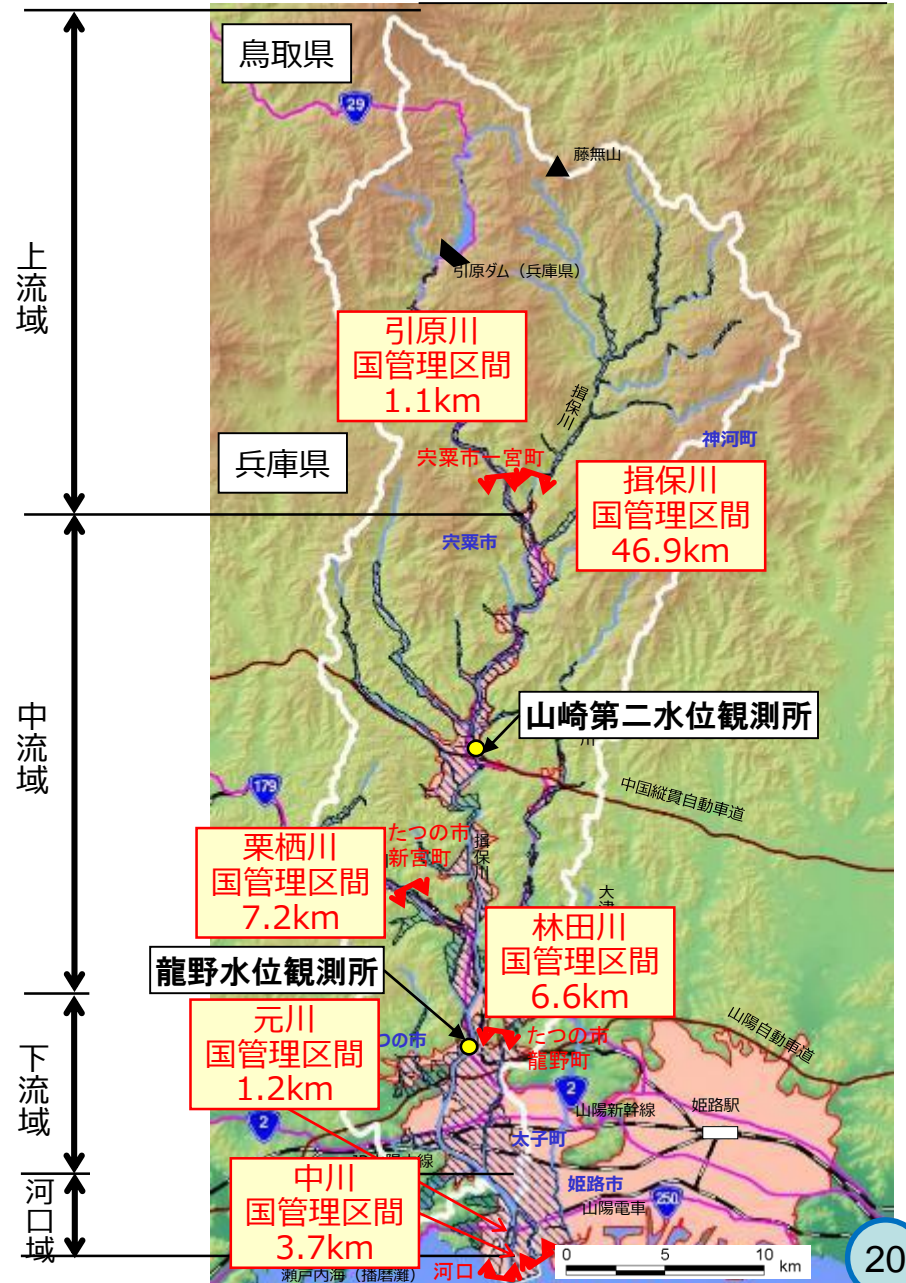 鳥取県
29
藤無山
引原ダム（兵庫県）
上流域
引原川
国管理区間
1.1km
揖保川
神河町
兵庫県
宍粟市一宮町
揖保川
国管理区間
46.9km
宍粟市
中流域
山崎第二水位観測所
川
中国縦貫自動車道
179
たつの市
新宮町
揖保川
栗栖川
国管理区間
7.2km
大津
林田川
国管理区間
6.6km
龍野水位観測所
山陽自動車道
つの市
たつの市
龍野町
元川
国管理区間
1.2km
下流域
2
2
山陽新幹線
姫路駅
太子町
線
中川
国管理区間
3.7km
姫路市
250
山陽電車
河口域
0 5 10 km
瀬戸内海（播磨灘）
河口
20